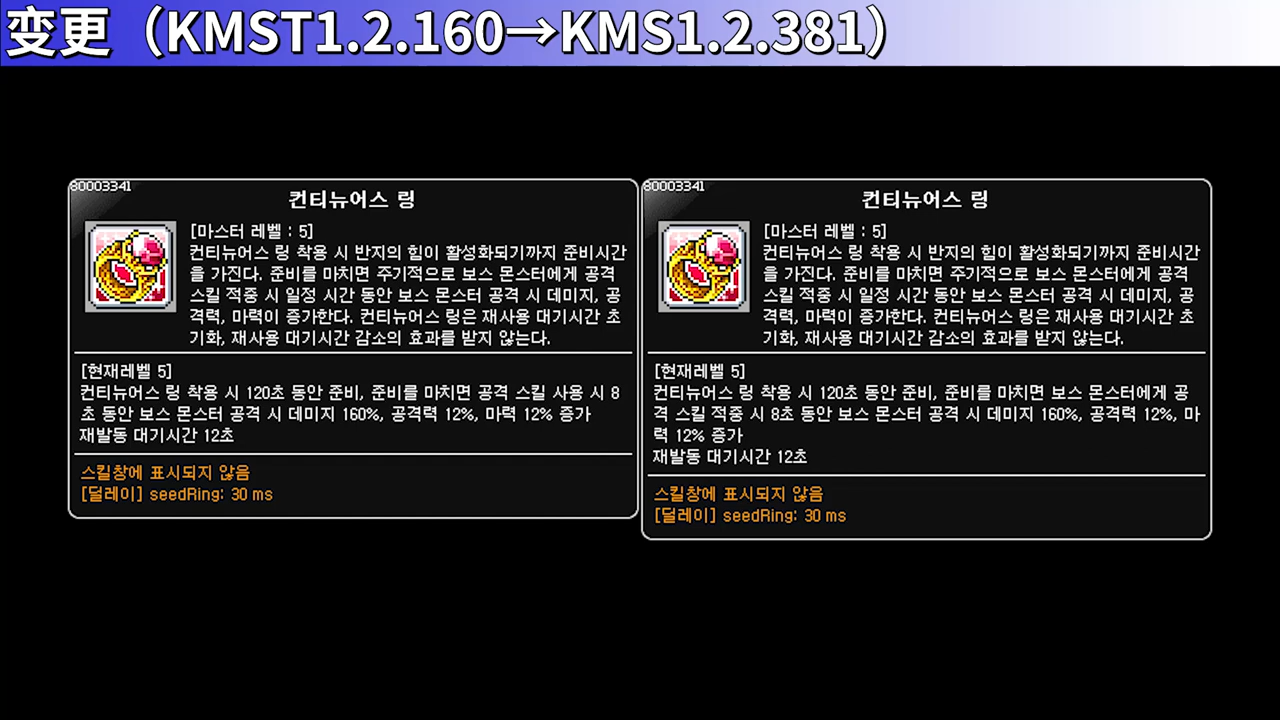 变更（KMST1.2.160→KMS1.2.381）
80003341
컨티뉴어스 링
[마스터 레벨 : 5]
컨티뉴어스 링 착용 시 반지의 힘이 활성화되기까지 준비시간
을 가진다. 준비를 마치면 주기적으로 보스 몬스터에게 공격
스킬 적중 시 일정 시간 동안 보스 몬스터 공격 시 데미지, 공
격력, 마력이 증가한다. 컨티뉴어스 링은 재사용 대기시간 초
기화, 재사용 대기시간 감소의 효과를 받지 않는다.
[현재레벨 5]
컨티뉴어스 링 착용 시 120초 동안 준비, 준비를 마치면 공격 스킬 사용 시 8
초 동안 보스 몬스터 공격 시 데미지 160%, 공격력 12%, 마력 12% 증가
재발동 대기시간 12초
스킬창에 표시되지 않음
[딜레이] seedRing: 30 ms
80003341
컨티뉴어스 링
[마스터 레벨 : 5]
컨티뉴어스 링 착용 시 반지의 힘이 활성화되기까지 준비시간
을 가진다. 준비를 마치면 주기적으로 보스 몬스터에게 공격
스킬 적중 시 일정 시간 동안 보스 몬스터 공격 시 데미지, 공
격력, 마력이 증가한다. 컨티뉴어스 링은 재사용 대기시간 초
기화, 재사용 대기시간 감소의 효과를 받지 않는다.
[현재레벨 5]
컨티뉴어스 링 착용 시 120초 동안 준비, 준비를 마치면 보스 몬스터에게 공
격 스킬 적중 시 8초 동안 보스 몬스터 공격 시 데미지 160%, 공격력 12%, 마
력 12% 증가
재발동 대기시간 12초
스킬창에 표시되지 않음
[딜레이] seedRing: 30 ms